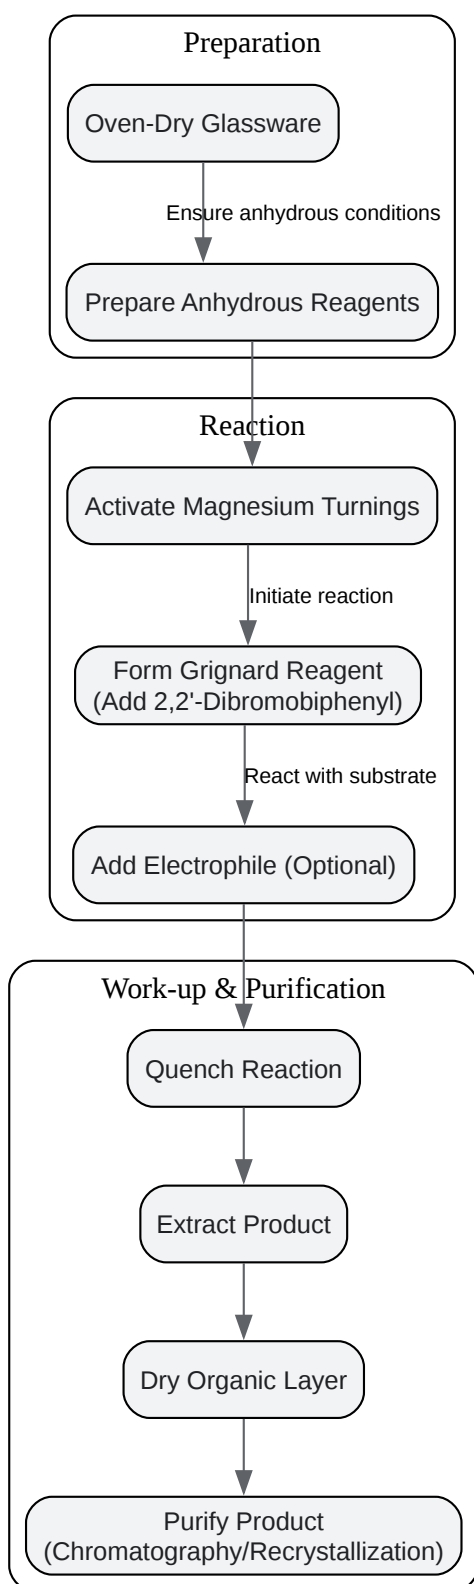 Preparation
Oven-Dry Glassware
Ensure anhydrous conditions
Prepare Anhydrous Reagents
Reaction
Activate Magnesium Turnings
Initiate reaction
Form Grignard Reagent
(Add 2,2'-Dibromobiphenyl)
React with substrate
Add Electrophile (Optional)
Work-up & Purification
Quench Reaction
Extract Product
Dry Organic Layer
Purify Product
(Chromatography/Recrystallization)